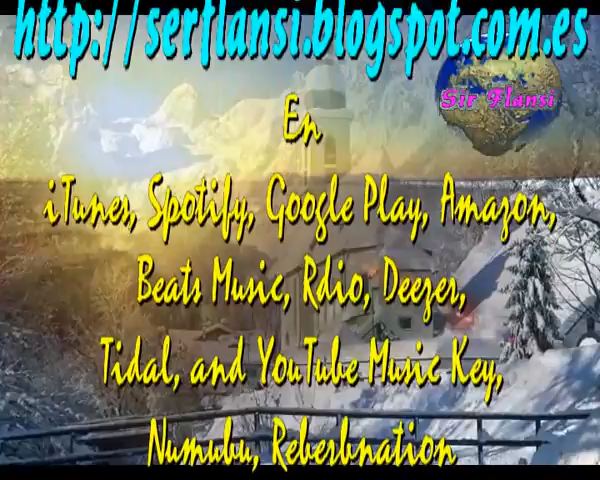 http://serflansi.blogspot.com.es
Sir Flansi
En
iTunes, Spotify, Google Play, Amazon,
Beats Music, Rdio, Deezer,
Tidal, and YouTube Music Key,
Numubu, Reberbnation